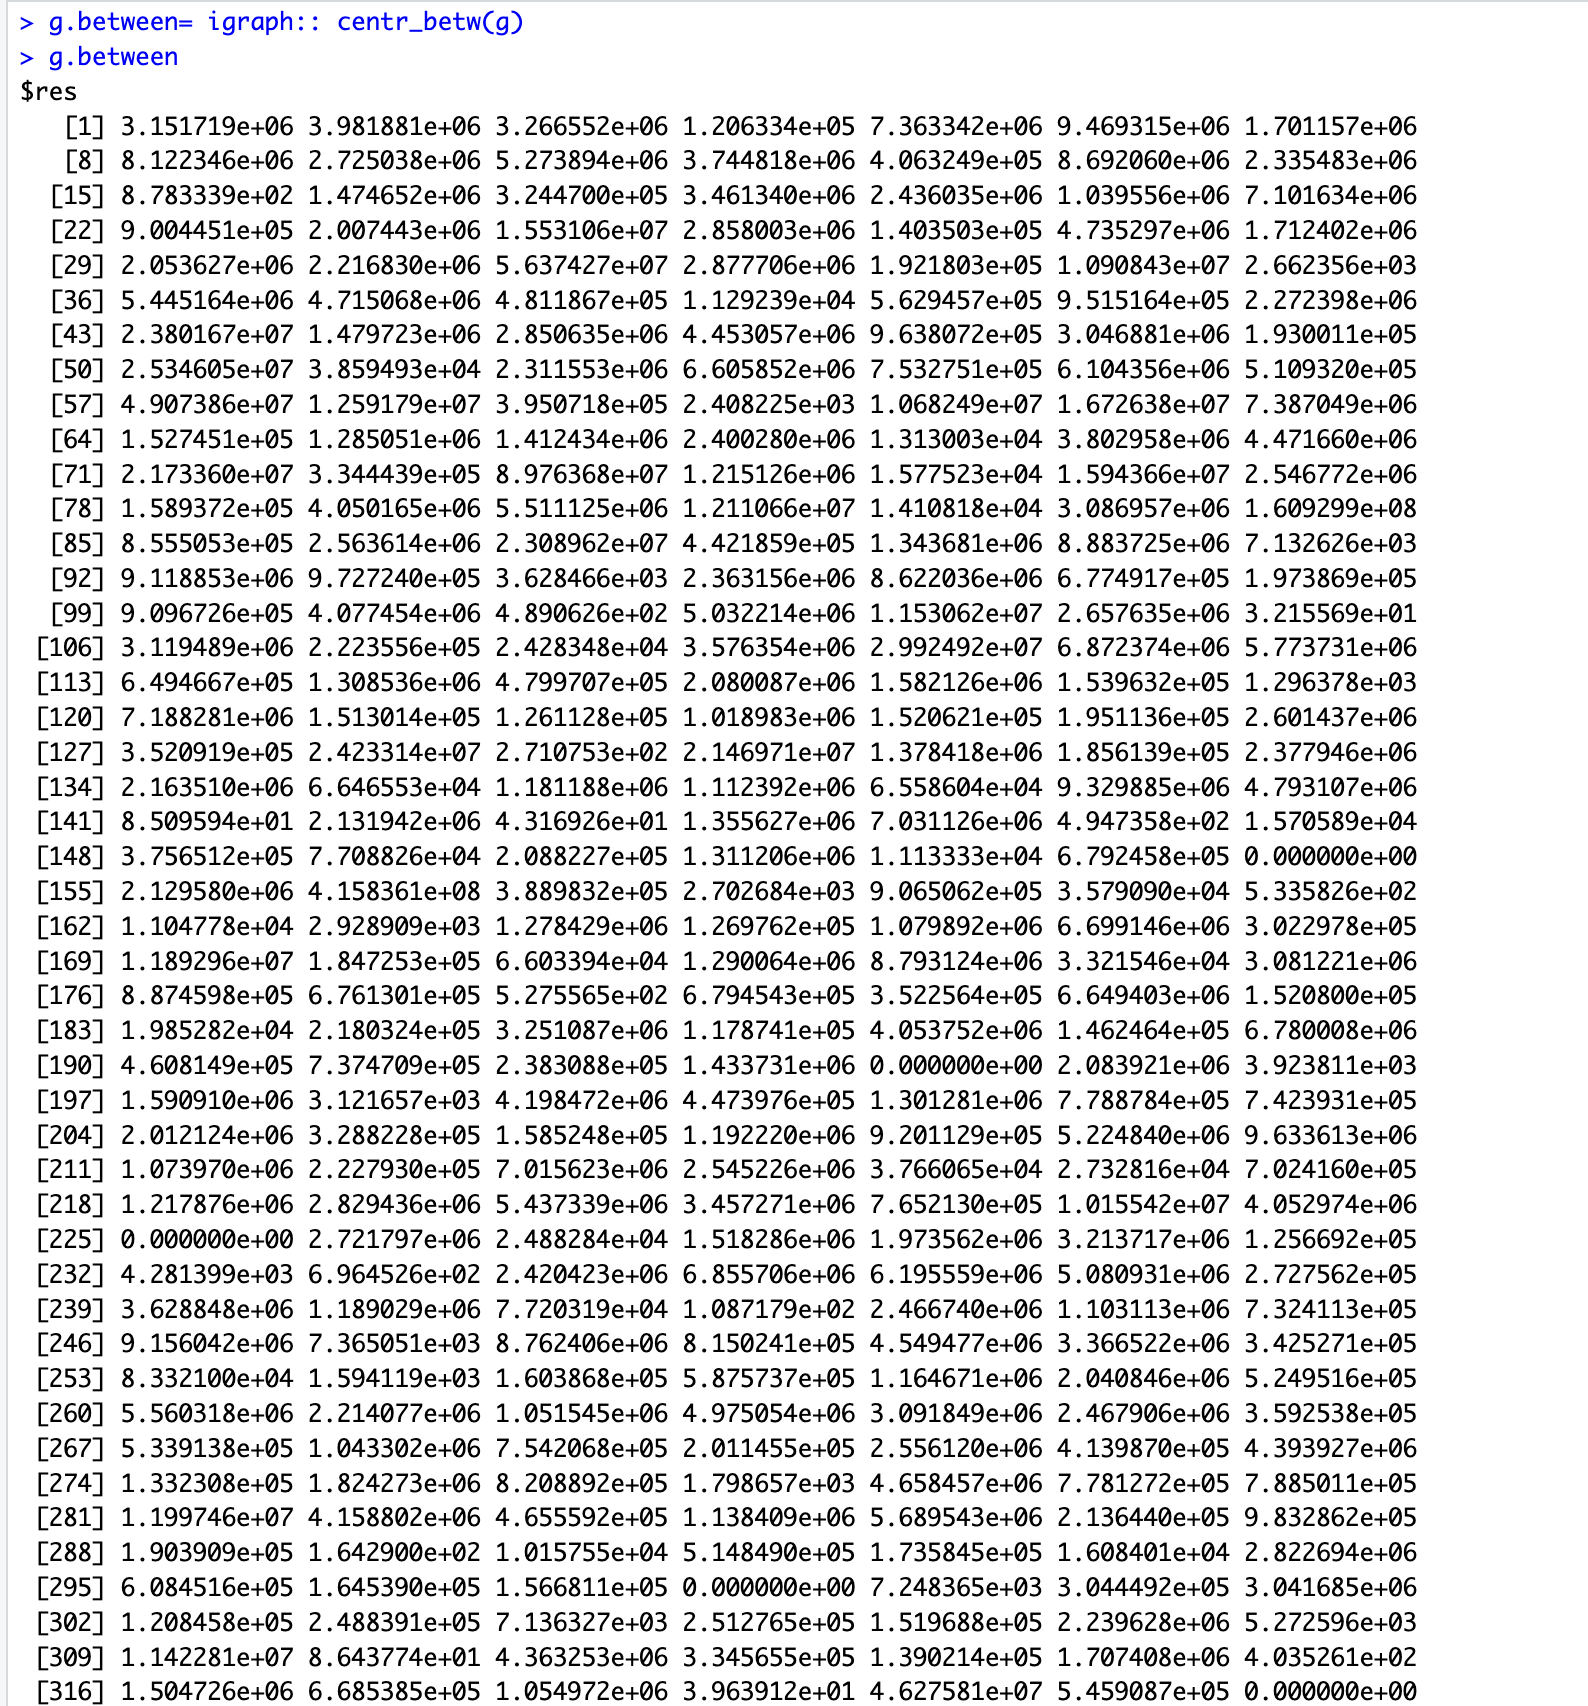 > g.between= igraph:: centr_betw(g)
> g.between
$res
[1] 3.151719e+06 3.981881e+06 3.266552e+06 1.206334e+05 7.363342e+06 9.469315e+06 1.701157e+06
[8] 8.122346e+06 2.725038e+06 5.273894e+06 3.744818e+06 4.063249e+05 8.692060e+06 2.335483e+06
[15] 8.783339e+02 1.474652e+06 3.244700e+05 3.461340e+06 2.436035e+06 1.039556e+06 7.101634e+06
[22] 9.004451e+05 2.007443e+06 1.553106e+07 2.858003e+06 1.403503e+05 4.735297e+06 1.712402e+06
[29] 2.053627e+06 2.216830e+06 5.637427e+07 2.877706e+06 1.921803e+05 1.090843e+07 2.662356e+03
[36] 5.445164e+06 4.715068e+06 4.811867e+05 1.129239e+04 5.629457e+05 9.515164e+05 2.272398e+06
[43] 2.380167e+07 1.479723e+06 2.850635e+06 4.453057e+06 9.638072e+05 3.046881e+06 1.930011e+05
[50] 2.534605e+07 3.859493e+04 2.311553e+06 6.605852e+06 7.532751e+05 6.104356e+06 5.109320e+05
[57] 4.907386e+07 1.259179e+07 3.950718e+05 2.408225e+03 1.068249e+07 1.672638e+07 7.387049e+06
[64] 1.527451e+05 1.285051e+06 1.412434e+06 2.400280e+06 1.313003e+04 3.802958e+06 4.471660e+06
[71] 2.173360e+07 3.344439e+05 8.976368e+07 1.215126e+06 1.577523e+04 1.594366e+07 2.546772e+06
[78] 1.589372e+05 4.050165e+06 5.511125e+06 1.211066e+07 1.410818e+04 3.086957e+06 1.609299e+08
[85] 8.555053e+05 2.563614e+06 2.308962e+07 4.421859e+05 1.343681e+06 8.883725e+06 7.132626e+03
[92] 9.118853e+06 9.727240e+05 3.628466e+03 2.363156e+06 8.622036e+06 6.774917e+05 1.973869e+05
[99] 9.096726e+05 4.077454e+06 4.890626e+02 5.032214e+06 1.153062e+07 2.657635e+06 3.215569e+01
[106] 3.119489e+06 2.223556e+05 2.428348e+04 3.576354e+06 2.992492e+07 6.872374e+06 5.773731e+06
[113] 6.494667e+05 1.308536e+06 4.799707e+05 2.080087e+06 1.582126e+06 1.539632e+05 1.296378e+03
[120] 7.188281e+06 1.513014e+05 1.261128e+05 1.018983e+06 1.520621e+05 1.951136e+05 2.601437e+06
[127] 3.520919e+05 2.423314e+07 2.710753e+02 2.146971e+07 1.378418e+06 1.856139e+05 2.377946e+06
[134] 2.163510e+06 6.646553e+04 1.181188e+06 1.112392e+06 6.558604e+04 9.329885e+06 4.793107e+06
[141] 8.509594e+01 2.131942e+06 4.316926e+01 1.355627e+06 7.031126e+06 4.947358e+02 1.570589e+04
[148] 3.756512e+05 7.708826e+04 2.088227e+05 1.311206e+06 1.113333e+04 6.792458e+05 0.000000e+00
[155] 2.129580e+06 4.158361e+08 3.889832e+05 2.702684e+03 9.065062e+05 3.579090e+04 5.335826e+02
[162] 1.104778e+04 2.928909e+03 1.278429e+06 1.269762e+05 1.079892e+06 6.699146e+06 3.022978e+05
[169] 1.189296e+07 1.847253e+05 6.603394e+04 1.290064e+06 8.793124e+06 3.321546e+04 3.081221e+06
[176] 8.874598e+05 6.761301e+05 5.275565e+02 6.794543e+05 3.522564e+05 6.649403e+06 1.520800e+05
[183] 1.985282e+04 2.180324e+05 3.251087e+06 1.178741e+05 4.053752e+06 1.462464e+05 6.780008e+06
[190] 4.608149e+05 7.374709e+05 2.383088e+05 1.433731e+06 0.000000e+00 2.083921e+06 3.923811e+03
[197] 1.590910e+06 3.121657e+03 4.198472e+06 4.473976e+05 1.301281e+06 7.788784e+05 7.423931e+05
[204] 2.012124e+06 3.288228e+05 1.585248e+05 1.192220e+06 9.201129e+05 5.224840e+06 9.633613e+06
[211] 1.073970e+06 2.227930e+05 7.015623e+06 2.545226e+06 3.766065e+04 2.732816e+04 7.024160e+05
[218] 1.217876e+06 2.829436e+06 5.437339e+06 3.457271e+06 7.652130e+05 1.015542e+07 4.052974e+06
[225] 0.000000e+00 2.721797e+06 2.488284e+04 1.518286e+06 1.973562e+06 3.213717e+06 1.256692e+05
[232] 4.281399e+03 6.964526e+02 2.420423e+06 6.855706e+06 6.195559e+06 5.080931e+06 2.727562e+05
[239] 3.628848e+06 1.189029e+06 7.720319e+04 1.087179e+02 2.466740e+06 1.103113e+06 7.324113e+05
[246] 9.156042e+06 7.365051e+03 8.762406e+06 8.150241e+05 4.549477e+06 3.366522e+06 3.425271e+05
[253] 8.332100e+04 1.594119e+03 1.603868e+05 5.875737e+05 1.164671e+06 2.040846e+06 5.249516e+05
[260] 5.560318e+06 2.214077e+06 1.051545e+06 4.975054e+06 3.091849e+06 2.467906e+06 3.592538e+05
[267] 5.339138e+05 1.043302e+06 7.542068e+05 2.011455e+05 2.556120e+06 4.139870e+05 4.393927e+06
[274] 1.332308e+05 1.824273e+06 8.208892e+05 1.798657e+03 4.658457e+06 7.781272e+05 7.885011e+05
[281] 1.199746e+07 4.158802e+06 4.655592e+05 1.138409e+06 5.689543e+06 2.136440e+05 9.832862e+05
[288] 1.903909e+05 1.642900e+02 1.015755e+04 5.148490e+05 1.735845e+05 1.608401e+04 2.822694e+06
[295] 6.084516e+05 1.645390e+05 1.566811e+05 0.000000e+00 7.248365e+03 3.044492e+05 3.041685e+06
[302] 1.208458e+05 2.488391e+05 7.136327e+03 2.512765e+05 1.519688e+05 2.239628e+06 5.272596e+03
[309] 1.142281e+07 8.643774e+01 4.363253e+06 3.345655e+05 1.390214e+05 1.707408e+06 4.035261e+02
[316] 1.504726e+06 6.685385e+05 1.054972e+06 3.963912e+01 4.627581e+07 5.459087e+05 0.000000e+00